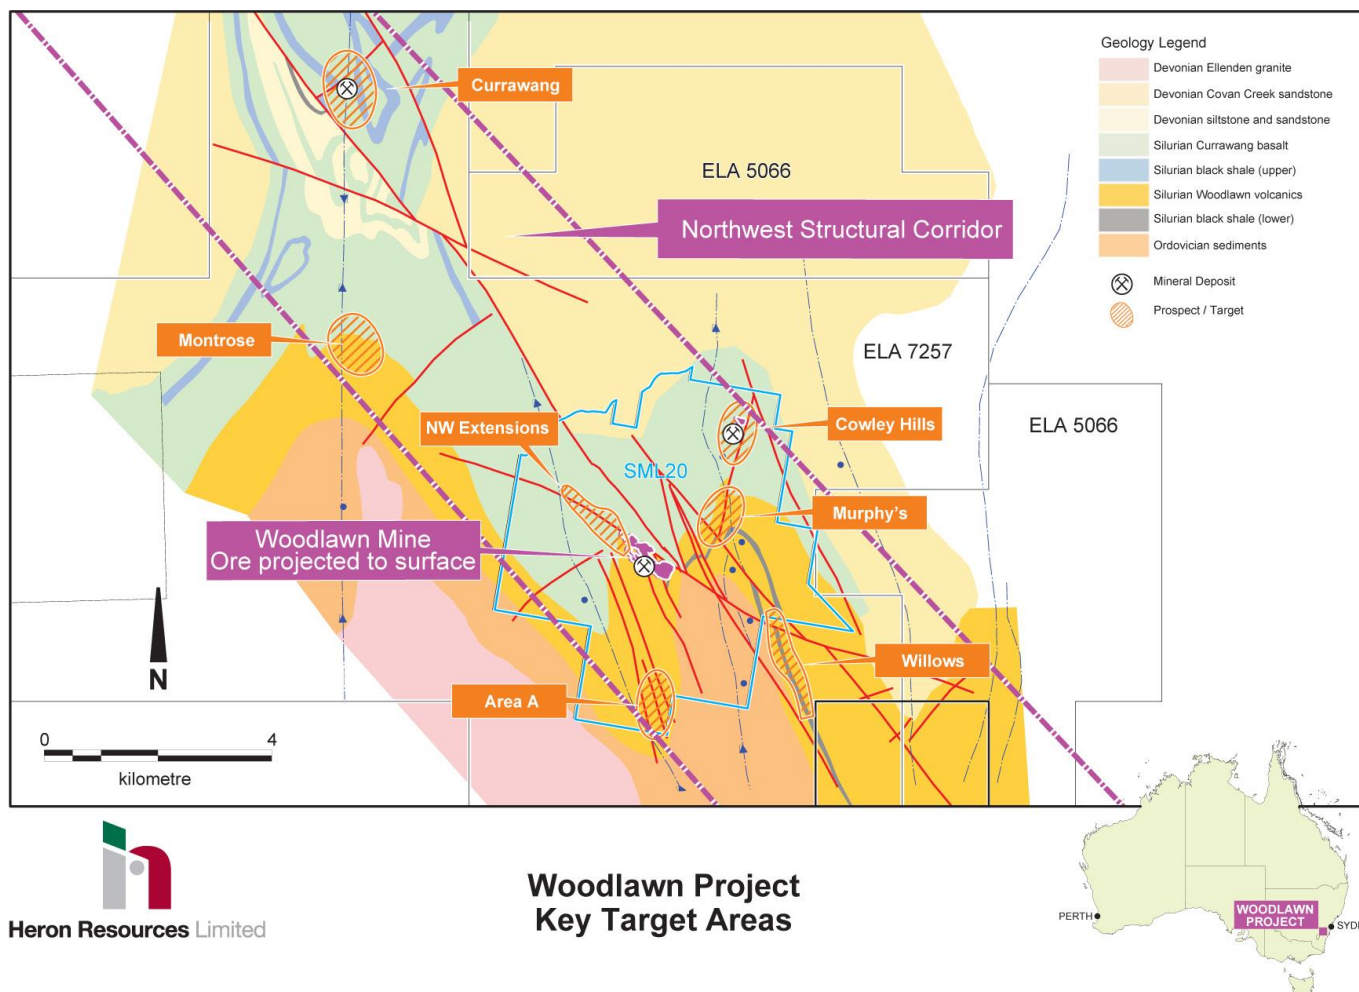 Geology Legend
Devonian Ellenden granite
Devonian Covan Creek sandstone
Devonian siltstone and sandstone
Silurian Currawang basalt
Silurian black shale (upper)
Silurian Woodlawn volcanics
Silurian black shale (lower)
Ordovician sediments
Mineral Deposit
Prospect / Target
Currawang
ELA 5066
Northwest Structural Corridor
Montrose
ELA 7257
NW Extensions
Cowley Hills
ELA 5066
SML20
Murphy's
Woodlawn Mine
Ore projected to surface
Willows
N
Area A
0 4
kilometre
Heron Resources Limited
Woodlawn Project
Key Target Areas
PERTH
WOODLAWN
PROJECT
SYD